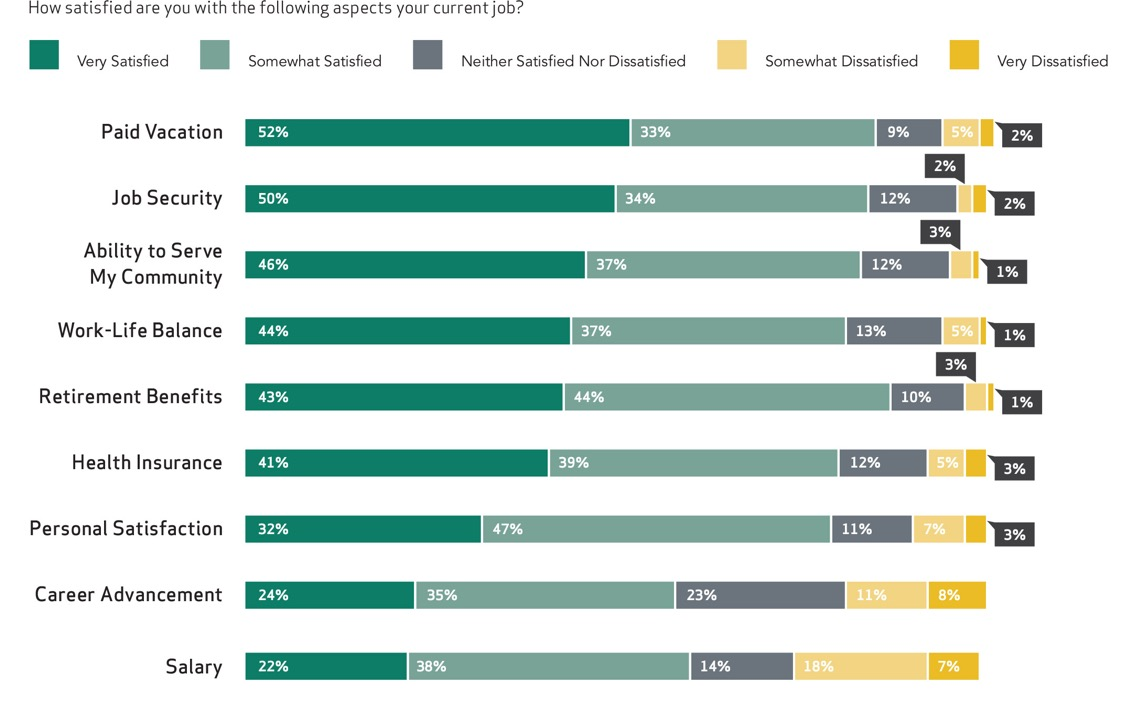 How satisfied are you with the following aspects your current job?
Very Satisfied Somewhat Satisfied Neither Satisfied Nor Dissatisfied Somewhat Dissatisfied Very Dissatisfied
Paid Vacation 52% 33% 9% 5% 2%
2%
Job Security 50% 34% 12% 2%
3%
Ability to Serve
My Community 46% 37% 12% 1%
Work-Life Balance 44% 37% 13% 5% 1%
3%
Retirement Benefits 43% 44% 10% 1%
Health Insurance 41% 39% 12% 5% 3%
Personal Satisfaction 32% 47% 11% 7% 3%
Career Advancement 24% 35% 23% 11% 8%
Salary 22% 38% 14% 18% 7%